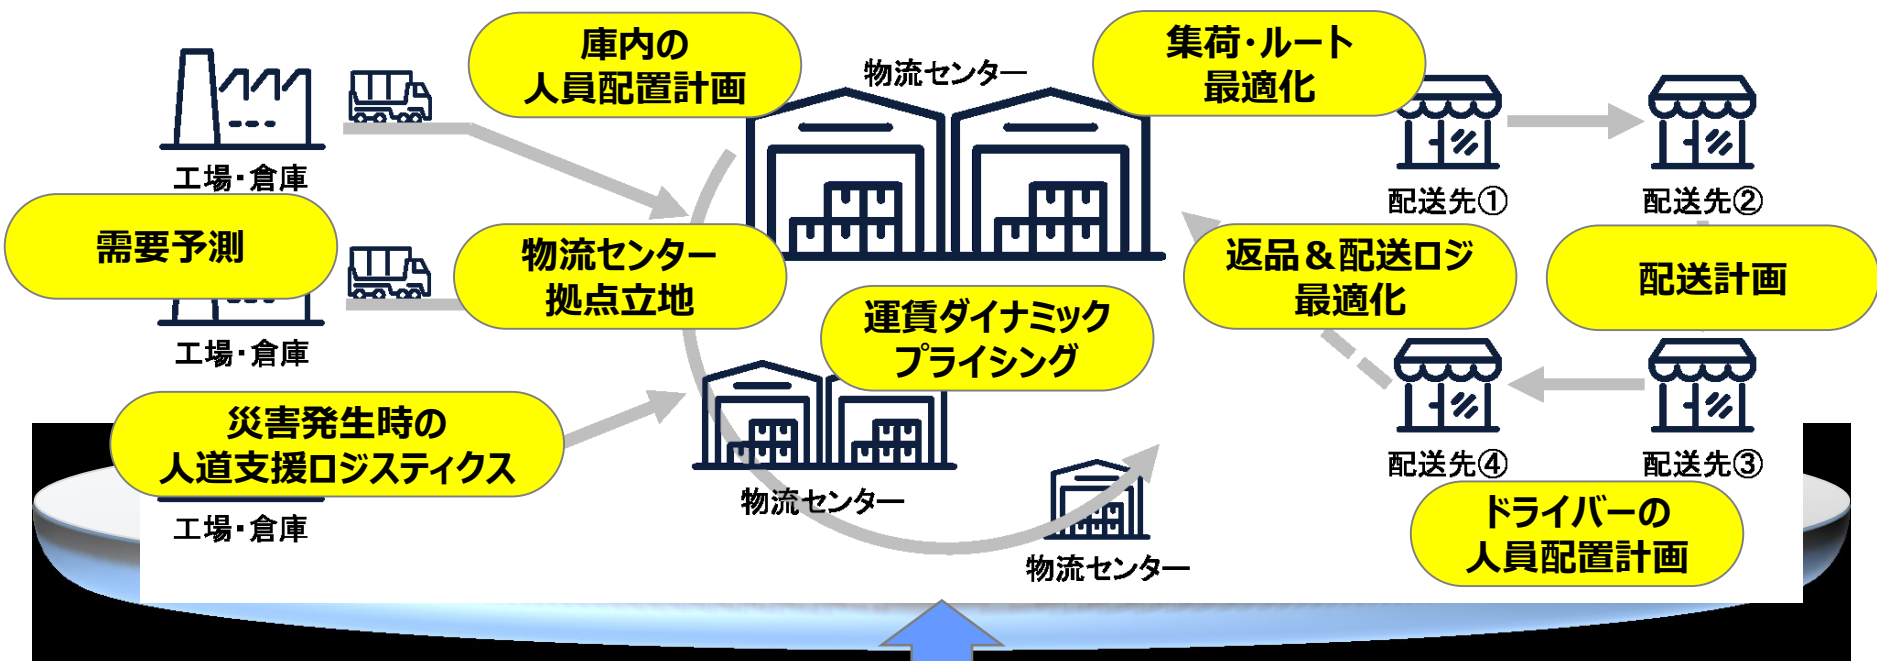 庫内の
人員配置計画
集荷・ルート
最適化
物流センター
工場・倉庫
配送先①
配送先②
需要予測
物流センター
拠点立地
返品＆配送ロジ
最適化
配送計画
運賃ダイナミック
プライシング
工場・倉庫
災害発生時の
人道支援ロジスティクス
配送先④
配送先③
物流センター
工場・倉庫
ドライバーの
人員配置計画
物流センター